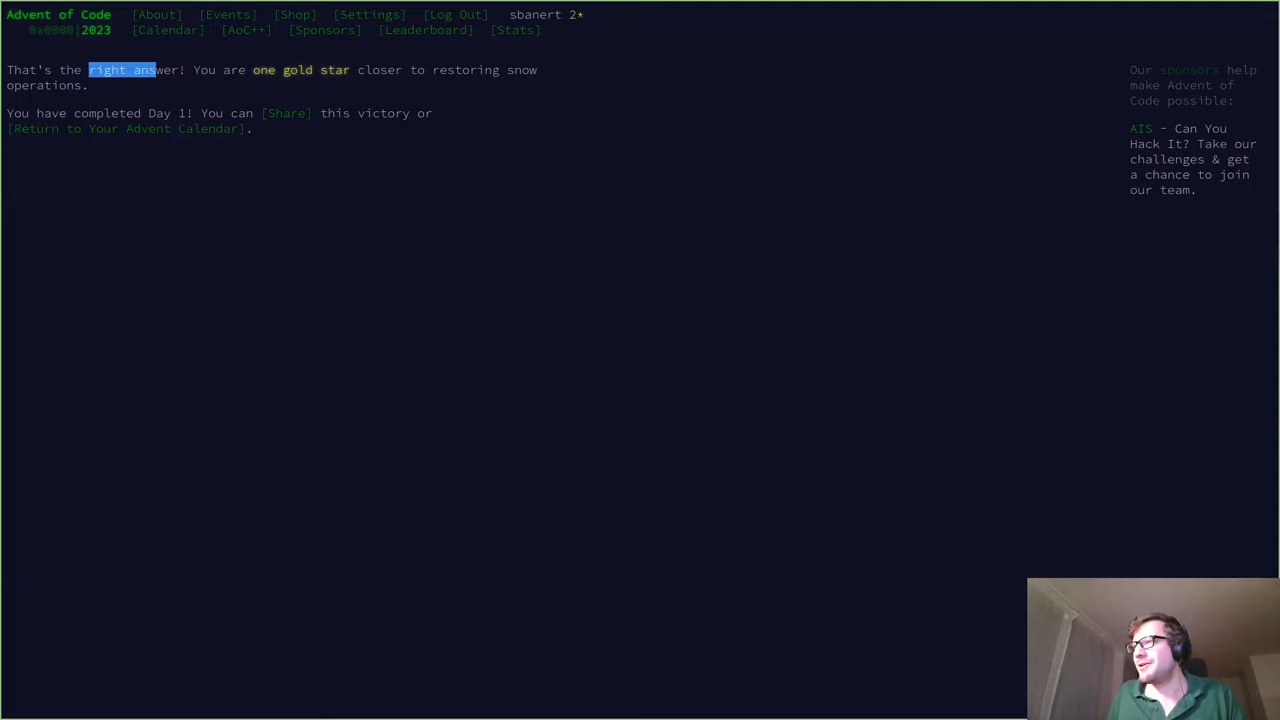 Advent of Code [About] [Events] [Shop] [Settings] [Log Out] sbanert 2*
0x0000|2023 [Calendar] [AoC++] [Sponsors] [Leaderboard] [Stats]
That's the right answer! You are one gold star closer to restoring snow
operations.
You have completed Day 1! You can [Share] this victory or
[Return to Your Advent Calendar].
Our sponsors help
make Advent of
Code possible:
AIS - Can You
Hack It? Take our
challenges & get
a chance to join
our team.